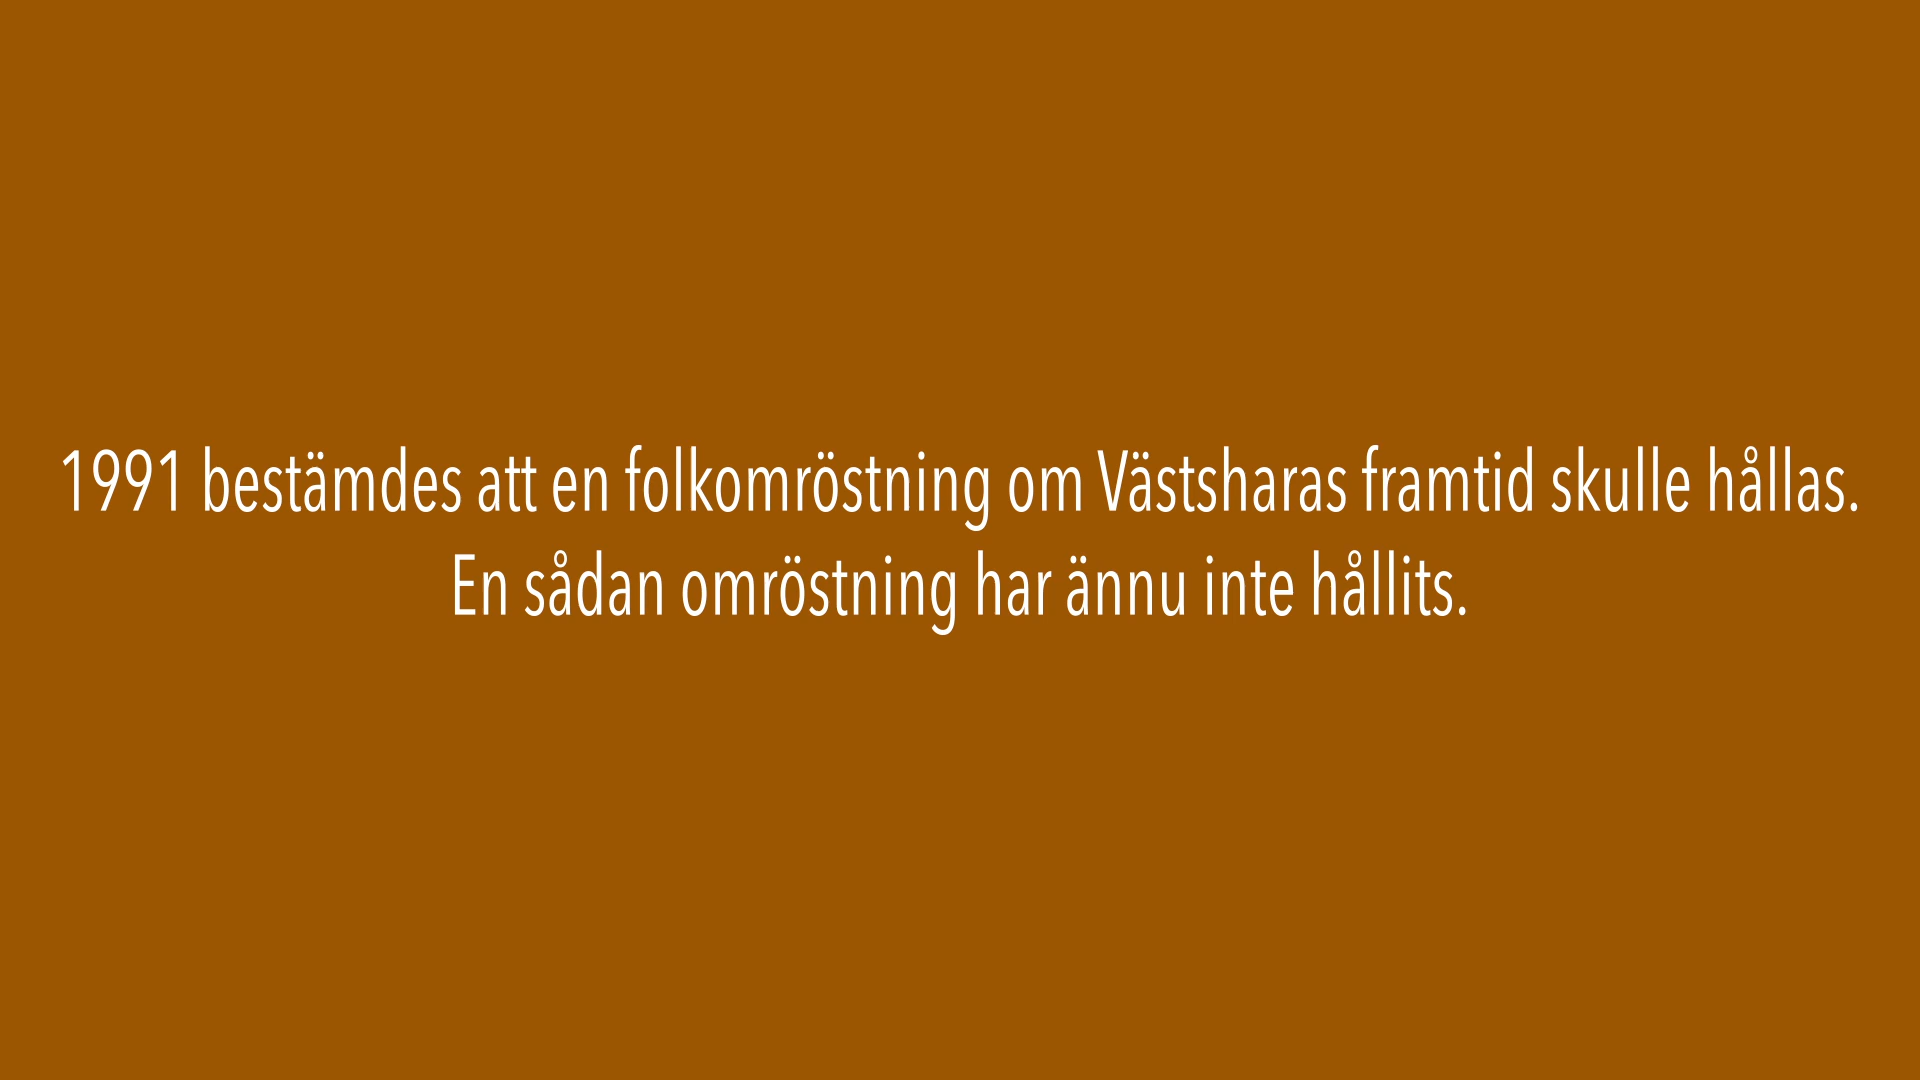 1991 bestämdes att en folkomröstning om Västsharas framtid skulle hållas.
En sådan omröstning har ännu inte hållits.